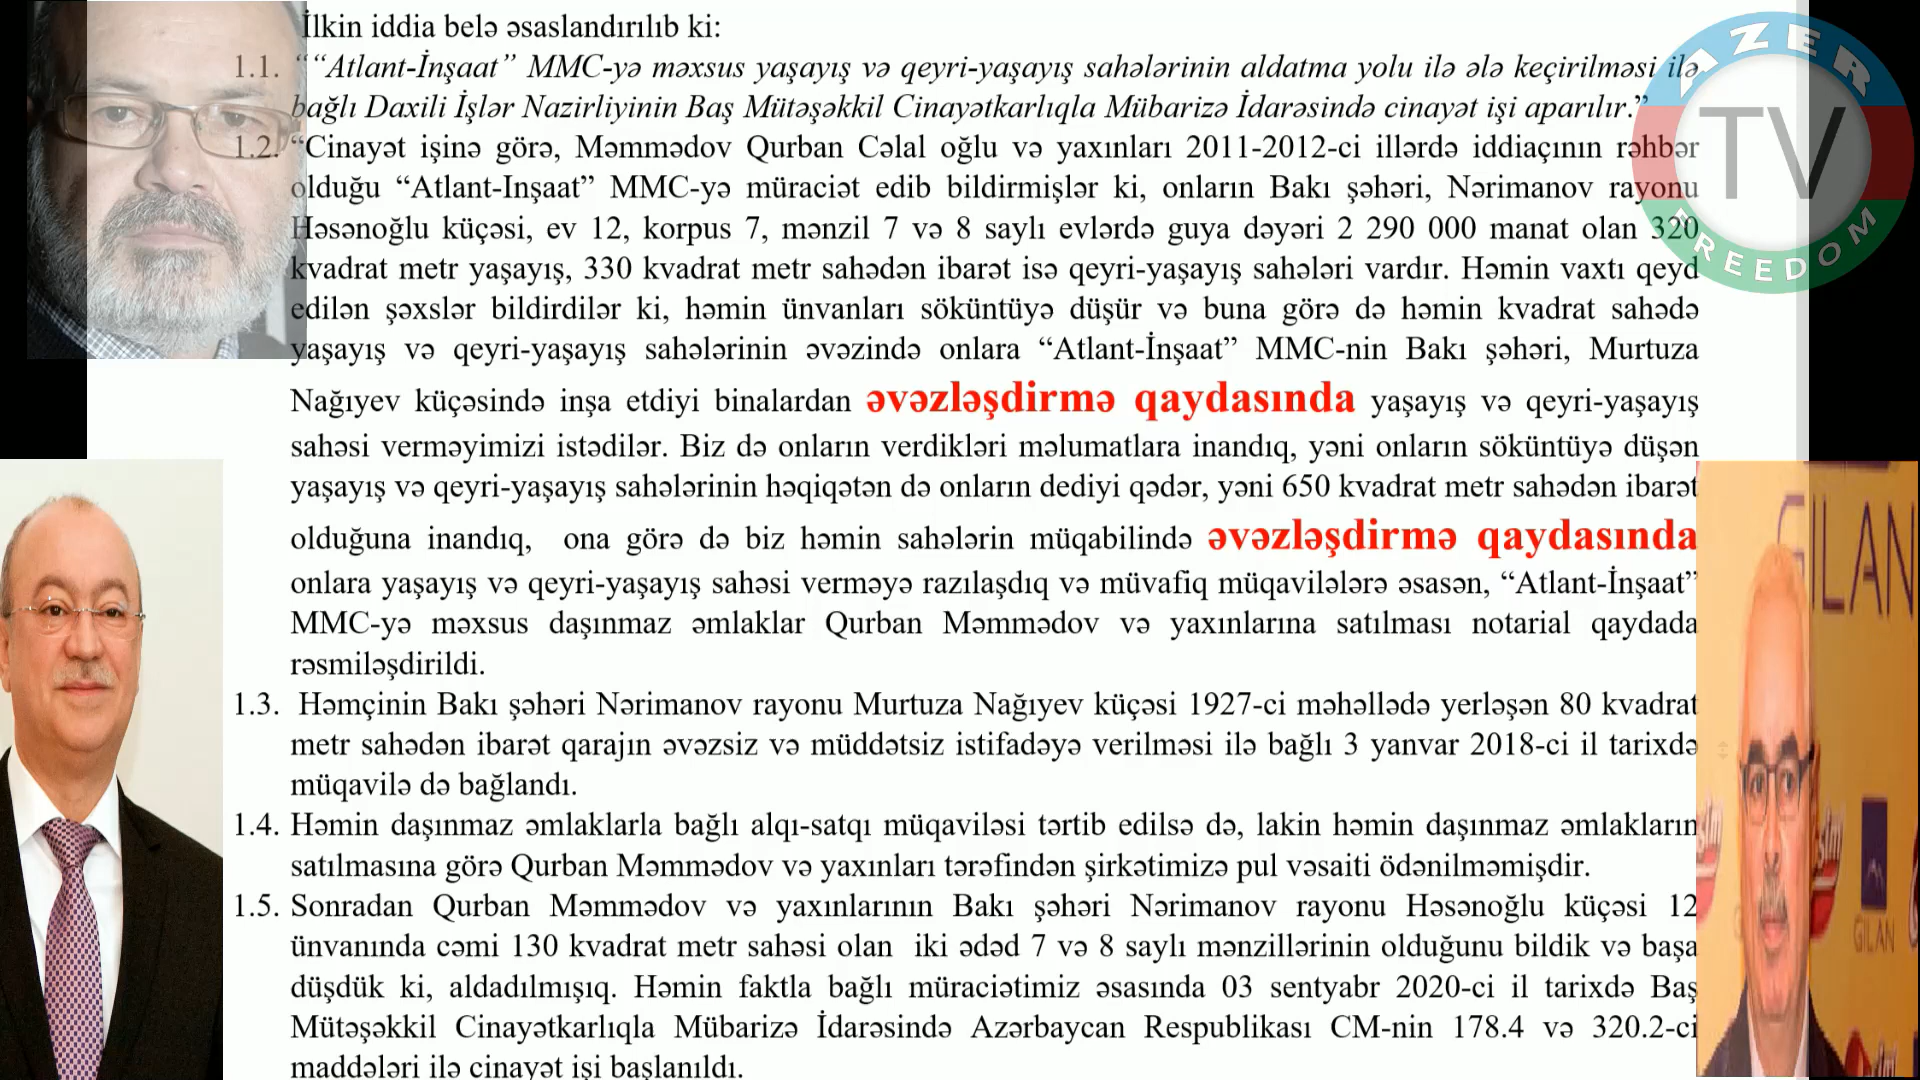 İlkin iddia belə əsaslandırılıb ki:
1.1. ““Atlant-İnşaat” MMC-yə məxsus yaşayış və qeyri-yaşayış sahələrinin aldatma yolu ilə ələ keçirilməsi ilə
bağlı Daxili İşlər Nazirliyinin Baş Mütəşəkkil Cinayətkarlıqla Mübarizə İdarəsində cinayət işi aparılır.”
1.2. “Cinayət işinə görə, Məmmədov Qurban Cəlal oğlu və yaxınları 2011-2012-ci illərdə iddiaçının rəhbər
olduğu “Atlant-Inşaat” MMC-yə müraciət edib bildirmişlər ki, onların Bakı şəhəri, Nərimanov rayonu
Həsənoğlu küçəsi, ev 12, korpus 7, mənzil 7 və 8 saylı evlərdə guya dəyəri 2 290 000 manat olan 320
kvadrat metr yaşayış, 330 kvadrat metr sahədən ibarət isə qeyri-yaşayış sahələri vardır. Həmin vaxtı qeyd
edilən şəxslər bildirdilər ki, həmin ünvanları söküntüyə düşür və buna görə də həmin kvadrat sahədə
yaşayış və qeyri-yaşayış sahələrinin əvəzində onlara “Atlant-İnşaat” MMC-nin Bakı şəhəri, Murtuza
Nağıyev küçəsində inşa etdiyi binalardan əvəzləşdirmə qaydasında yaşayış və qeyri-yaşayış
sahəsi verməyimizi istədilər. Biz də onların verdikləri məlumatlara inandıq, yəni onların söküntüyə düşən
yaşayış və qeyri-yaşayış sahələrinin həqiqətən də onların dediyi qədər, yəni 650 kvadrat metr sahədən ibarət
olduğuna inandıq, ona görə də biz həmin sahələrin müqabilində əvəzləşdirmə qaydasında
onlara yaşayış və qeyri-yaşayış sahəsi verməyə razılaşdıq və müvafiq müqavilələrə əsasən, “Atlant-İnşaat”
MMC-yə məxsus daşınmaz əmlaklar Qurban Məmmədov və yaxınlarına satılması notarial qaydada
rəsmiləşdirildi.
1.3. Həmçinin Bakı şəhəri Nərimanov rayonu Murtuza Nağıyev küçəsi 1927-ci məhəllədə yerləşən 80 kvadrat
metr sahədən ibarət qarajın əvəzsiz və müddətsiz istifadəyə verilməsi ilə bağlı 3 yanvar 2018-ci il tarixdə
müqavilə də bağlandı.
1.4. Həmin daşınmaz əmlaklarla bağlı alqı-satqı müqaviləsi tərtib edilsə də, lakin həmin daşınmaz əmlakların
satılmasına görə Qurban Məmmədov və yaxınları tərəfindən şirkətimizə pul vəsaiti ödənilməmişdir.
1.5. Sonradan Qurban Məmmədov və yaxınlarının Bakı şəhəri Nərimanov rayonu Həsənoğlu küçəsi 12
ünvanında cəmi 130 kvadrat metr sahəsi olan iki ədəd 7 və 8 saylı mənzillərinin olduğunu bildik və başa
düşdük ki, aldadılmışıq. Həmin faktla bağlı müraciətimiz əsasında 03 sentyabr 2020-ci il tarixdə Baş
Mütəşəkkil Cinayətkarlıqla Mübarizə İdarəsində Azərbaycan Respublikası CM-nin 178.4 və 320.2-ci
maddələri ilə cinayət işi başlanıldı.
AZER
TV
FREEDOM
GILAN
GILAN